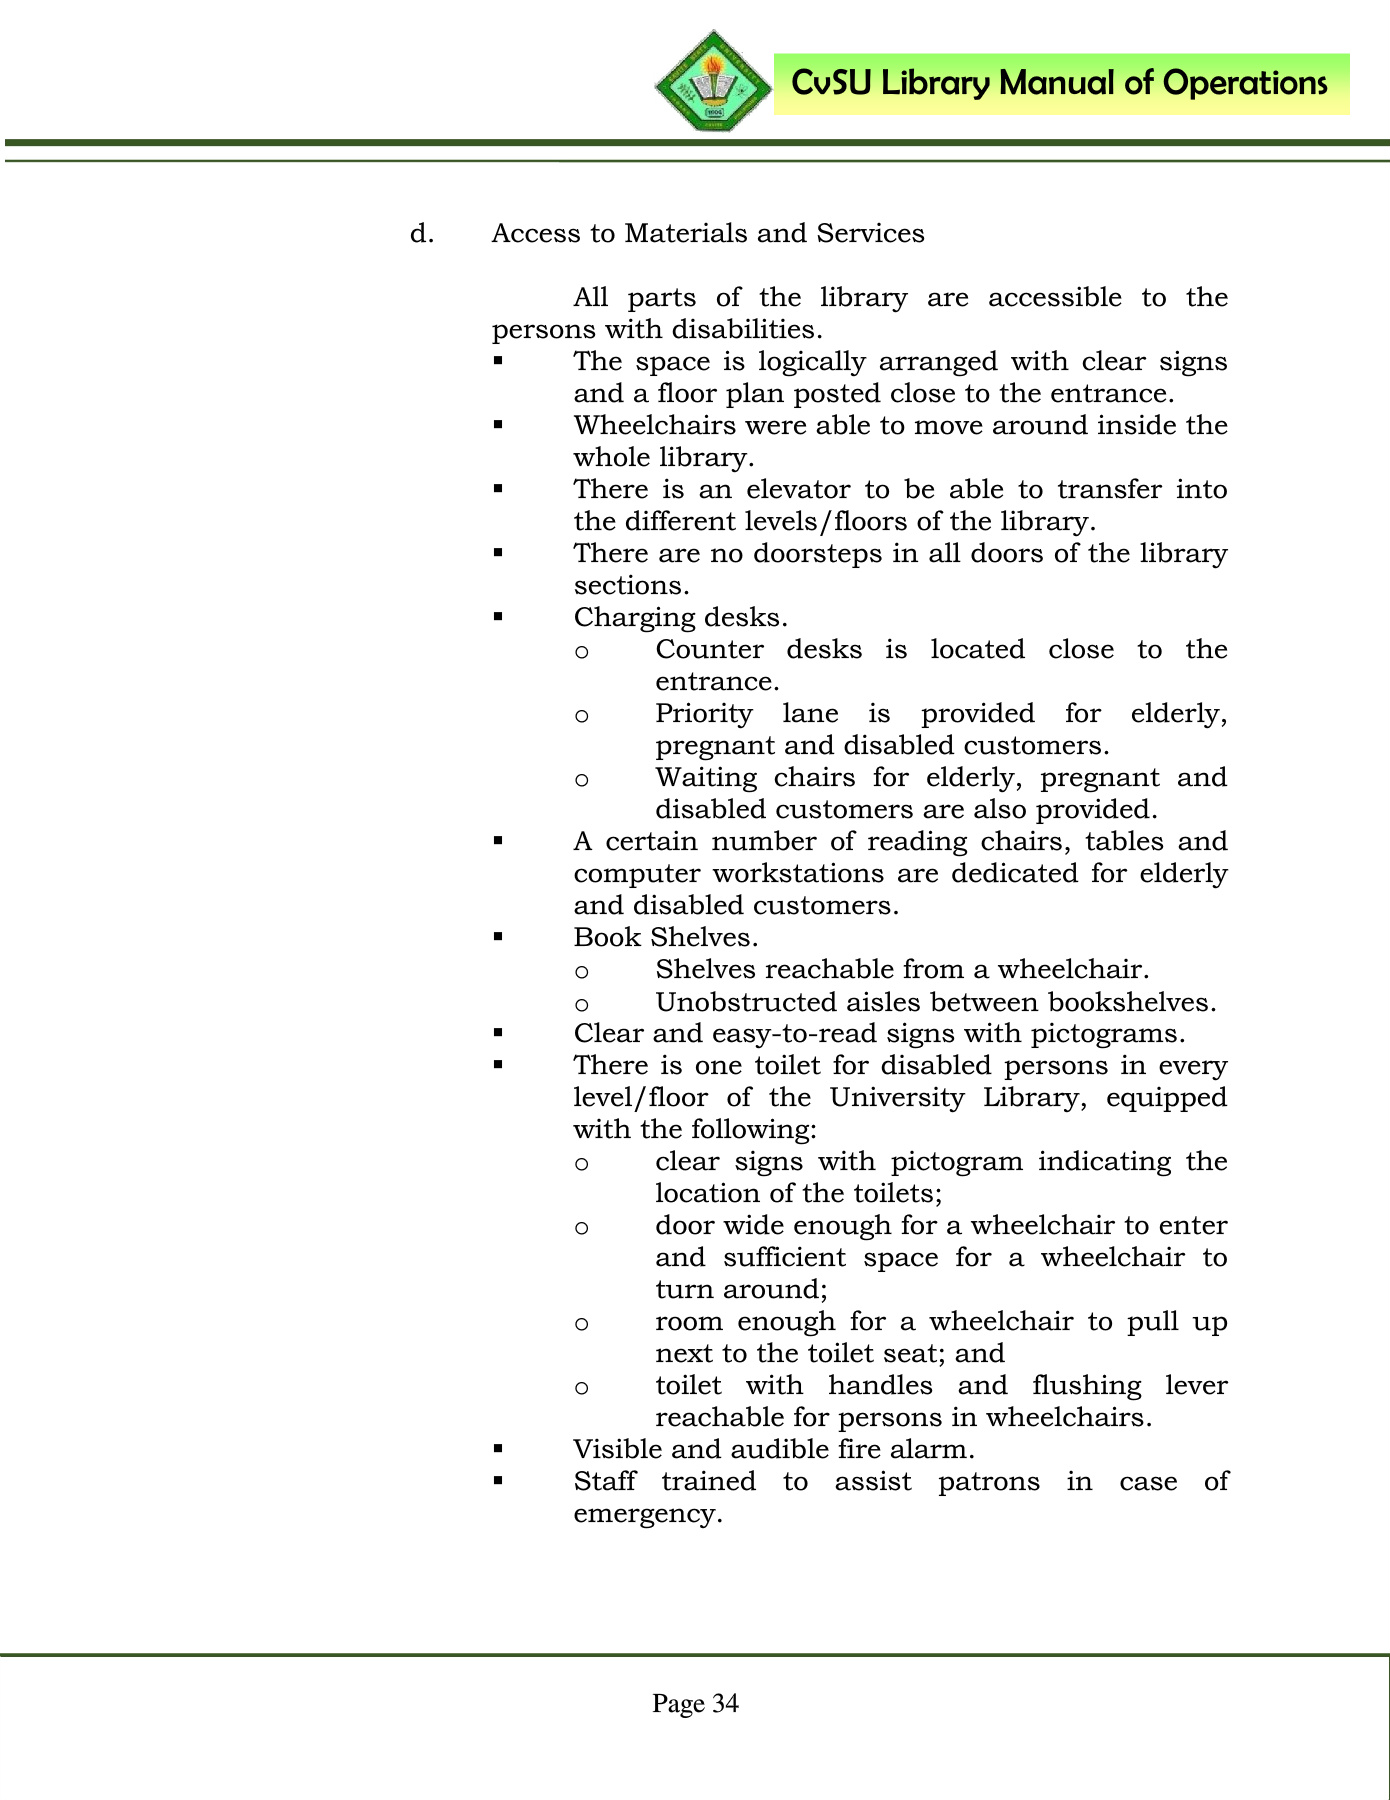 CvSU Library Manual of Operations
d. Access to Materials and Services
All parts of the library are accessible to the
persons with disabilities.
▪ The space is logically arranged with clear signs
and a floor plan posted close to the entrance.
▪ Wheelchairs were able to move around inside the
whole library.
▪ There is an elevator to be able to transfer into
the different levels/floors of the library.
▪ There are no doorsteps in all doors of the library
sections.
▪ Charging desks.
o Counter desks is located close to the
entrance.
o Priority lane is provided for elderly,
pregnant and disabled customers.
o Waiting chairs for elderly, pregnant and
disabled customers are also provided.
▪ A certain number of reading chairs, tables and
computer workstations are dedicated for elderly
and disabled customers.
▪ Book Shelves.
o Shelves reachable from a wheelchair.
o Unobstructed aisles between bookshelves.
▪ Clear and easy-to-read signs with pictograms.
▪ There is one toilet for disabled persons in every
level/floor of the University Library, equipped
with the following:
o clear signs with pictogram indicating the
location of the toilets;
o door wide enough for a wheelchair to enter
and sufficient space for a wheelchair to
turn around;
o room enough for a wheelchair to pull up
next to the toilet seat; and
o toilet with handles and flushing lever
reachable for persons in wheelchairs.
▪ Visible and audible fire alarm.
▪ Staff trained to assist patrons in case of
emergency.
Page 34